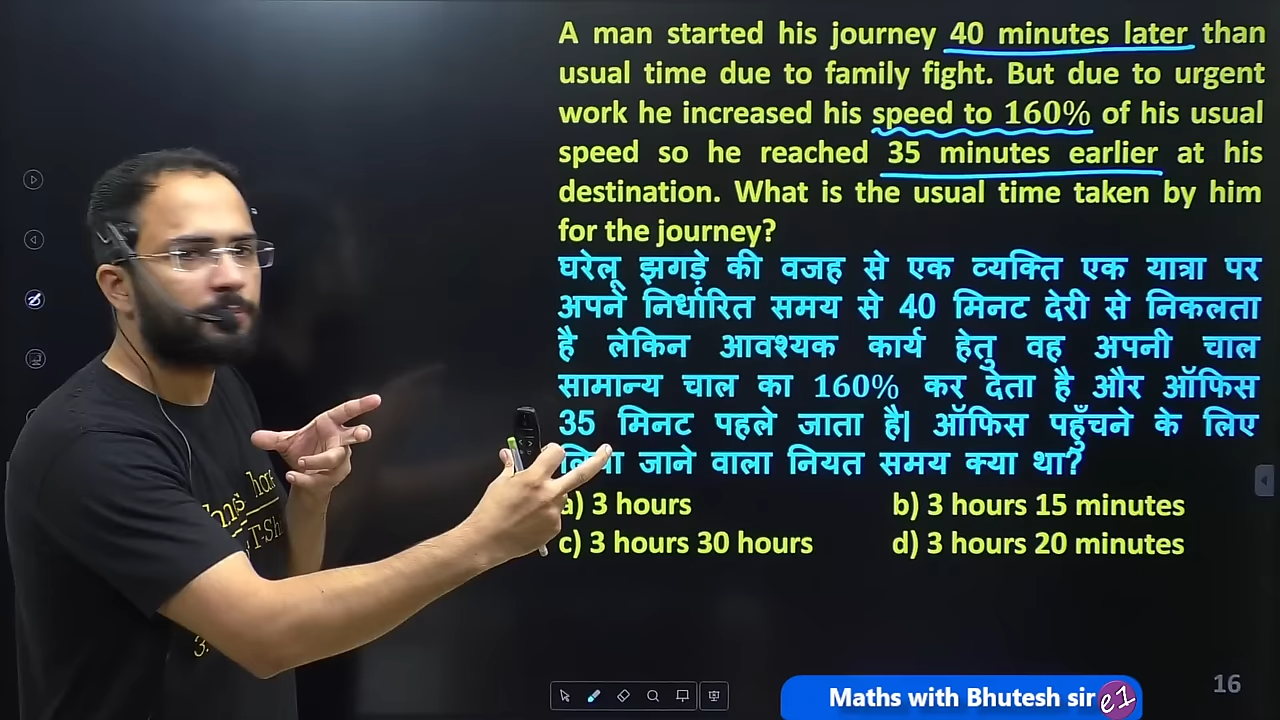 A man started his journey 40 minutes later than
usual time due to family fight. But due to urgent
work he increased his speed to 160% of his usual
speed so he reached 35 minutes earlier at his
destination. What is the usual time taken by him
for the journey?
घरेलू झगड़े की वजह से एक व्यक्ति एक यात्रा पर
अपने निर्धारित समय से 40 मिनट देरी से निकलता
है लेकिन आवश्यक कार्य हेतु वह अपनी चाल
सामान्य चाल का 160% कर देता है और ऑफिस
35 मिनट पहले जाता है| ऑफिस पहुँचने के लिए
लिया जाने वाला नियत समय क्या था?
a) 3 hours b) 3 hours 15 minutes
c) 3 hours 30 hours d) 3 hours 20 minutes
T-Sh
16
Maths with Bhutesh sir e1